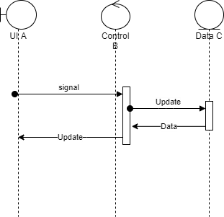 UI: A
Control
B
Data C
signal
Update
Data
Update